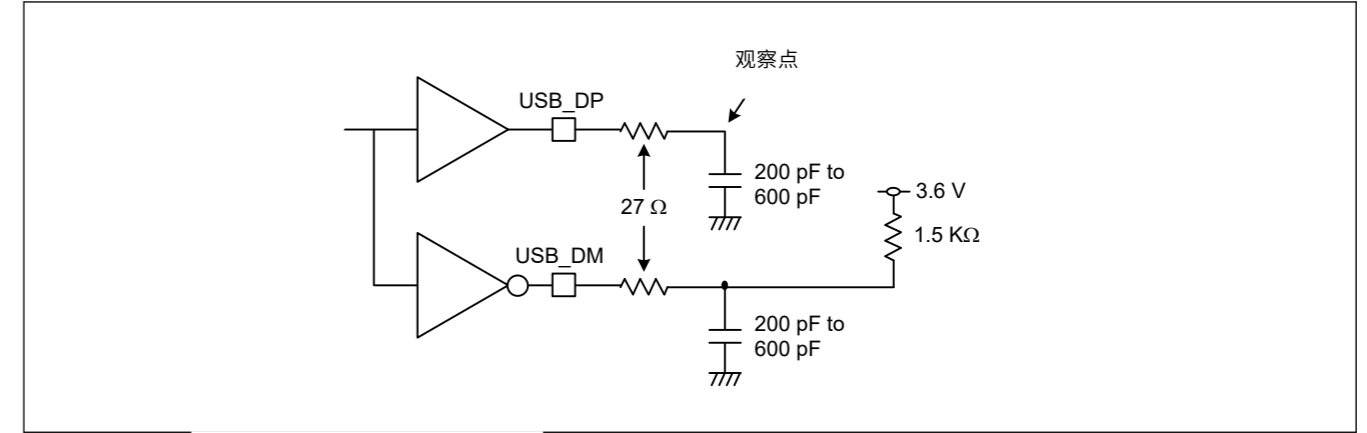 观察点
USB_DP
200 pF to
600 pF
27 Ω
3.6 V
1.5 KΩ
USB_DM
200 pF to
600 pF